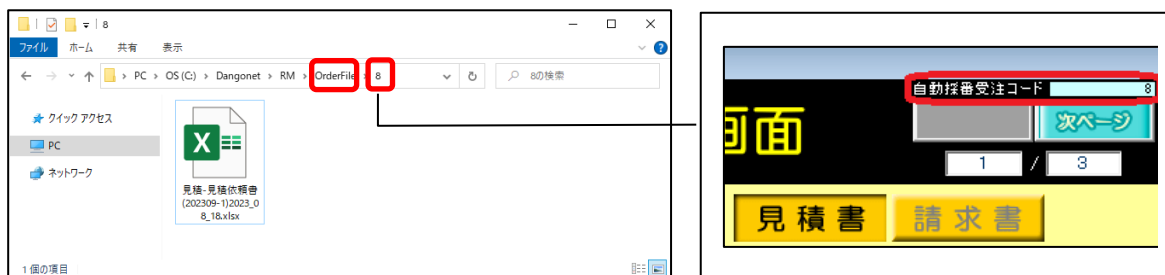 8
ファイル ホーム 共有 表示
PC > OS (C:) > Dangonet > RM > OrderFile > 8
8の検索
クイック アクセス
PC
ネットワーク
見積-見積依頼書
(202309-1)2023_0
8_18.xlsx
1 個の項目
自動採番受注コード 8
画面
次ページ
1 / 3
見積書 請求書